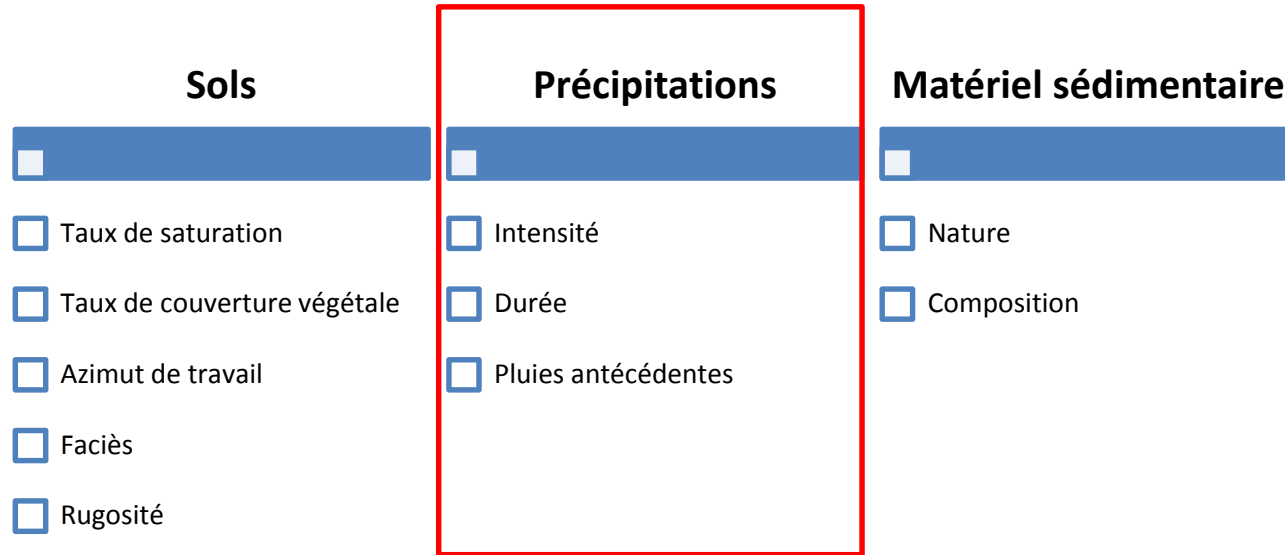 Sols
Taux de saturation
Taux de couverture végétale
Azimut de travail
Faciès
Rugosité
Précipitations
Intensité
Durée
Pluies antécédentes
Matériel sédimentaire
Nature
Composition